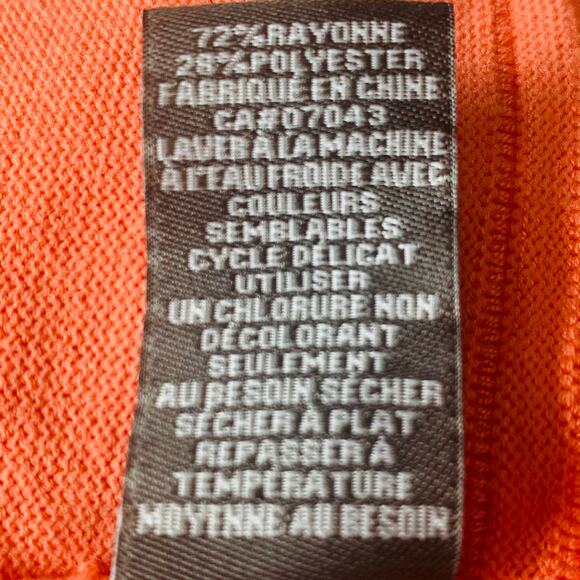 72%RAYONNE
28%POLYESTER
FABRIQUÉ EN CHINE
CA#07043
LAVER À LA MACHINE
À L'EAU FROIDE AVEC
COULEURS
SEMBLABLES
CYCLE DÉLICAT
UTILISER
UN CHLORURE NON
DÉCOLORANT
SEULEMENT
AU BESOIN SÉCHER
SÉCHER À PLAT
REPASSER À
TEMPÉRATURE
MOYENNE AU BESOIN